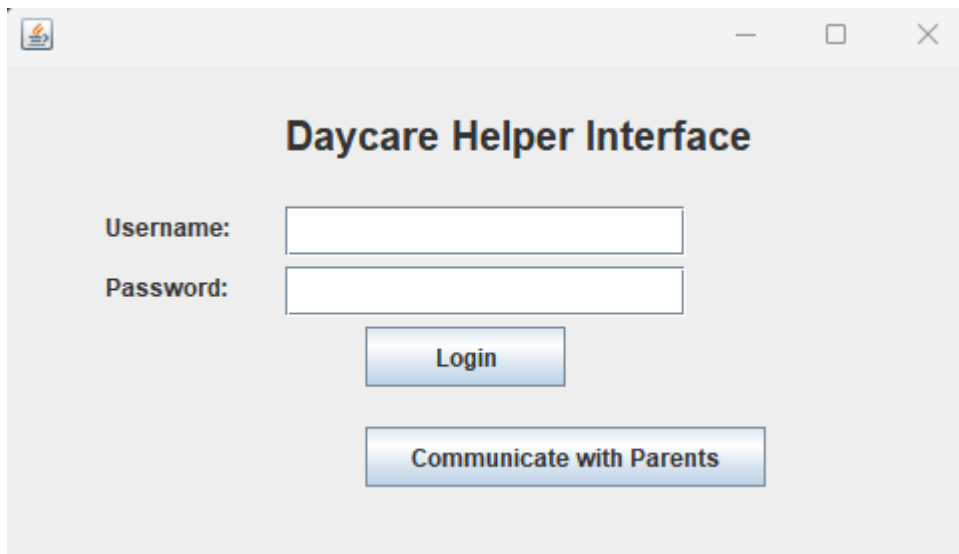 Daycare Helper Interface
Username:
Password:
Login
Communicate with Parents